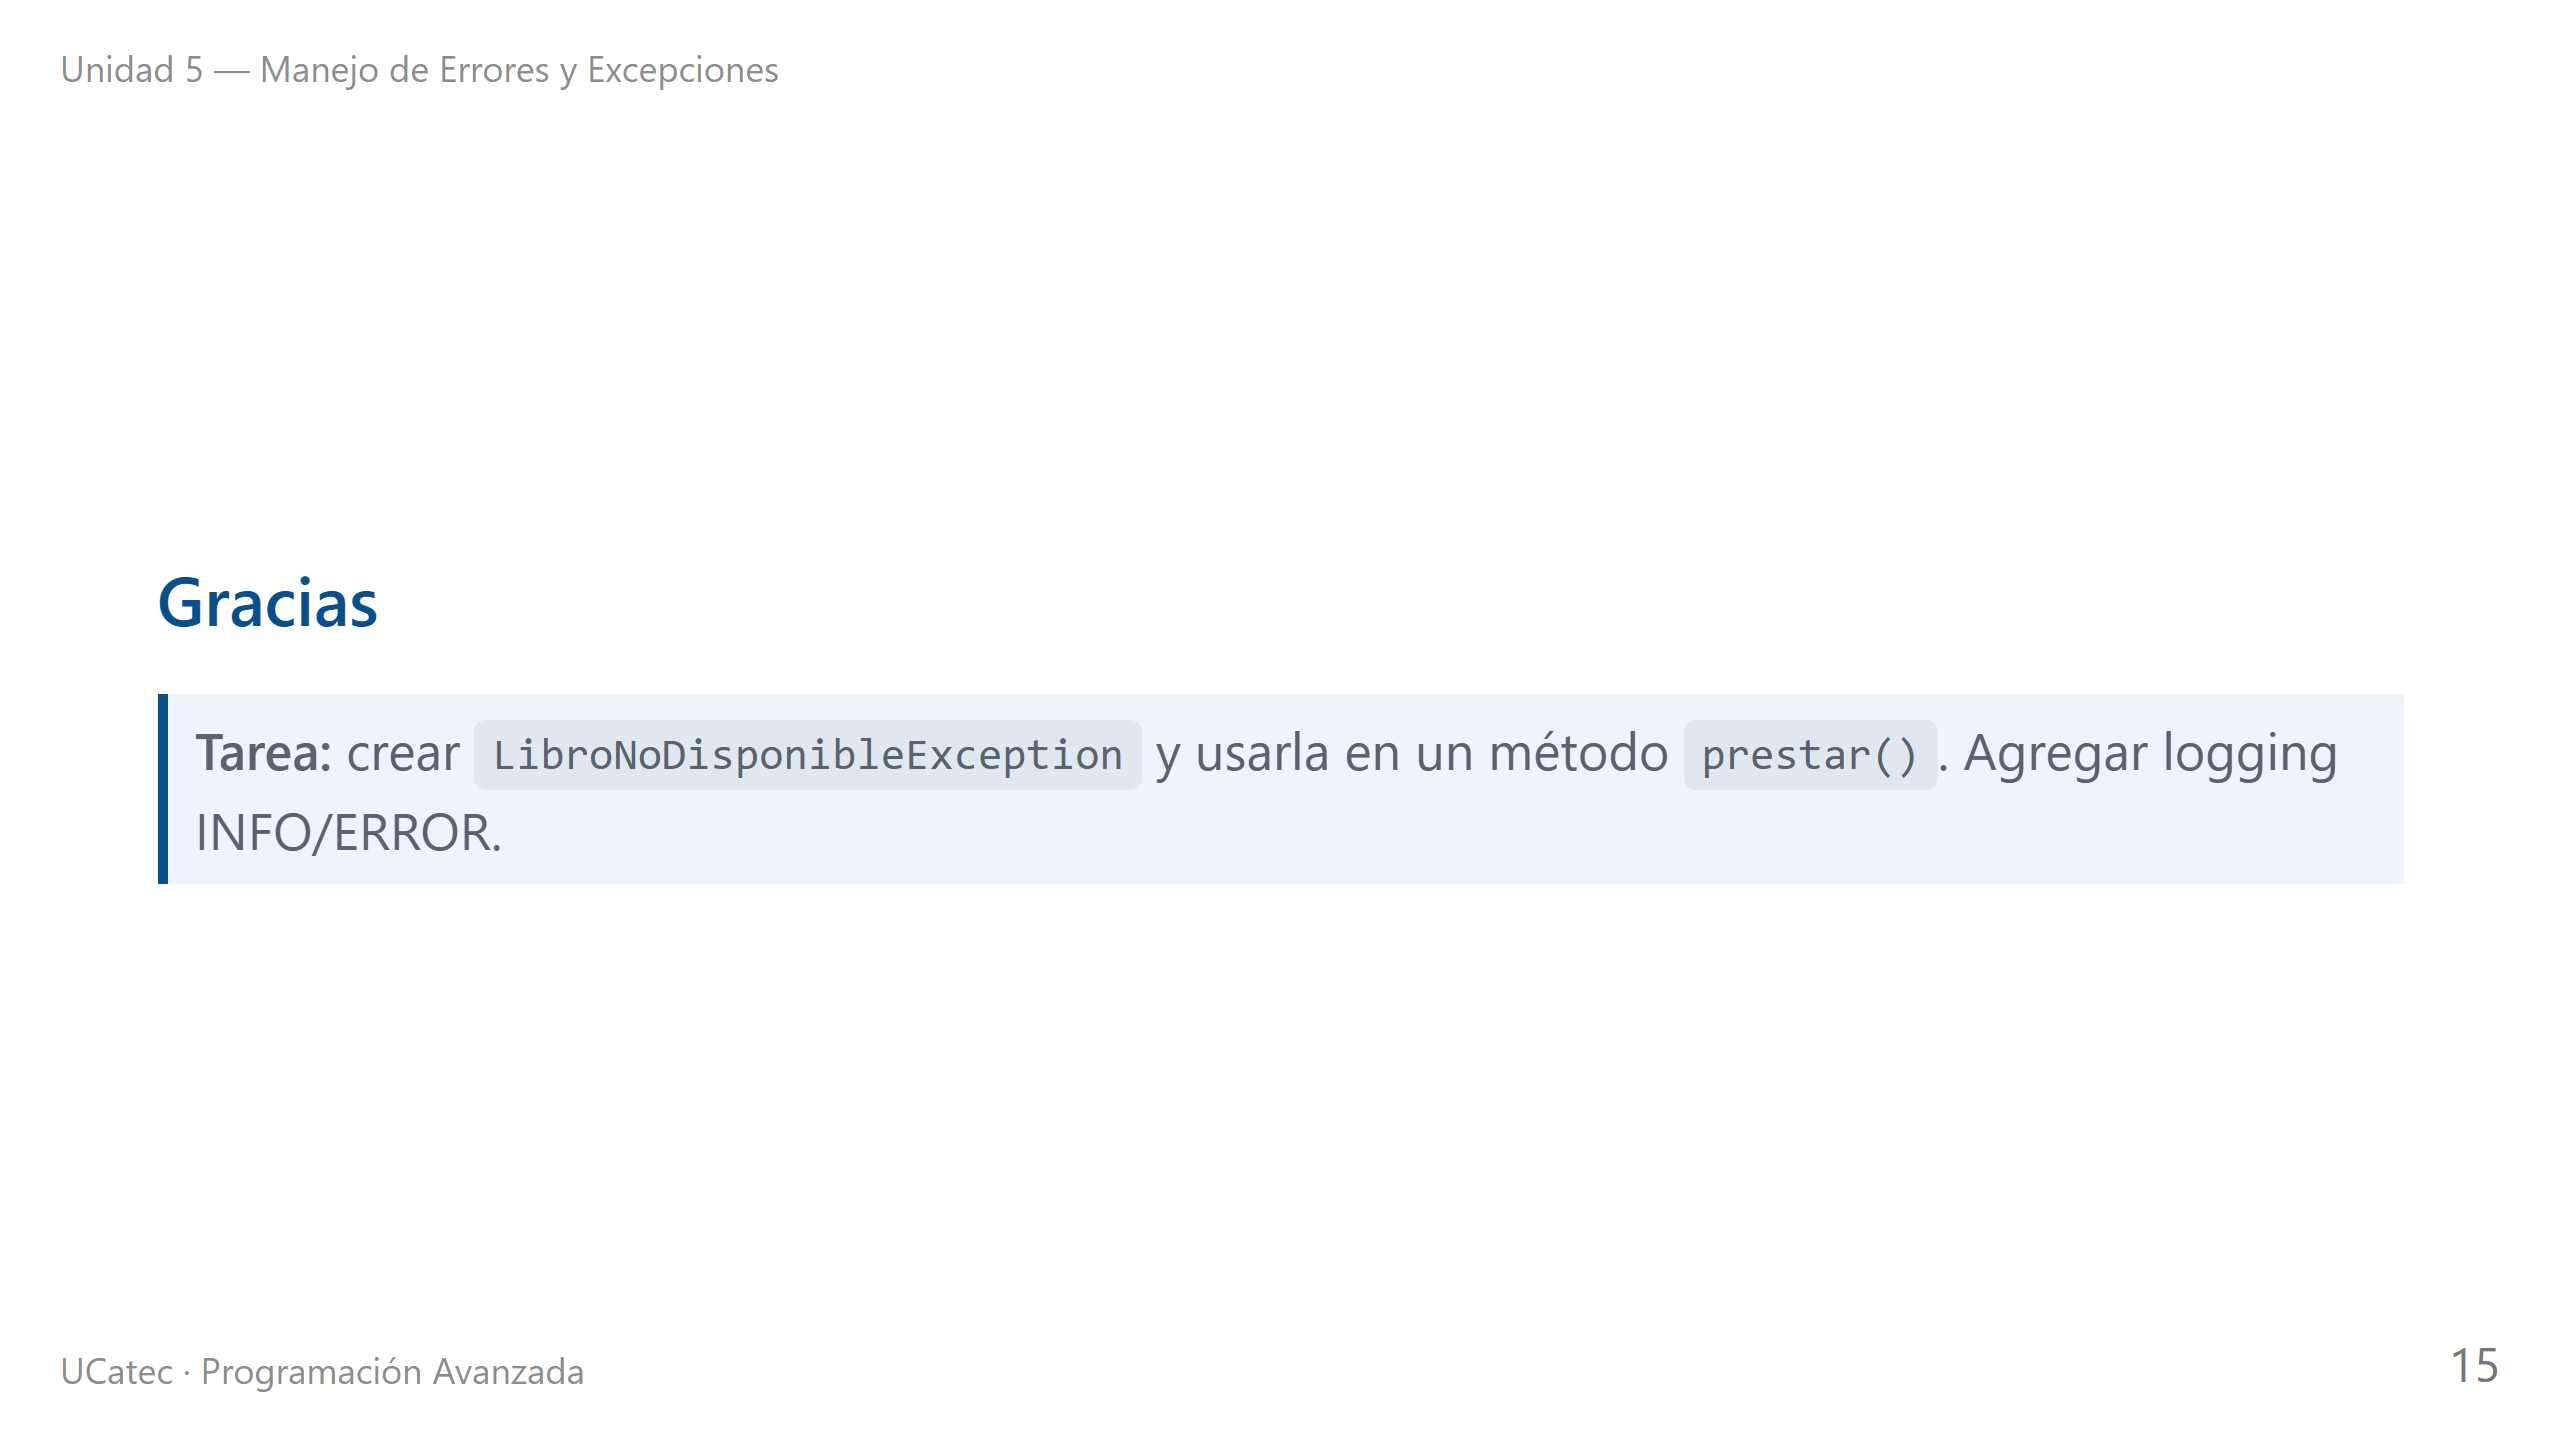 Unidad 5 — Manejo de Errores y Excepciones
Gracias
Tarea: crear LibroNoDisponibleException y usarla en un método prestar(). Agregar logging
INFO/ERROR.
UCatec · Programación Avanzada
15